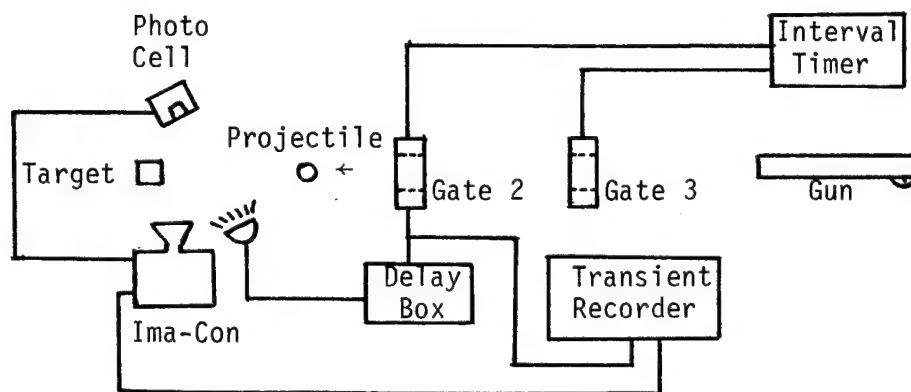 Photo
Cell
Interval
Timer
Projectile
Target
Gate 2
Gate 3
Gun
Delay
Box
Transient
Recorder
Ima-Con